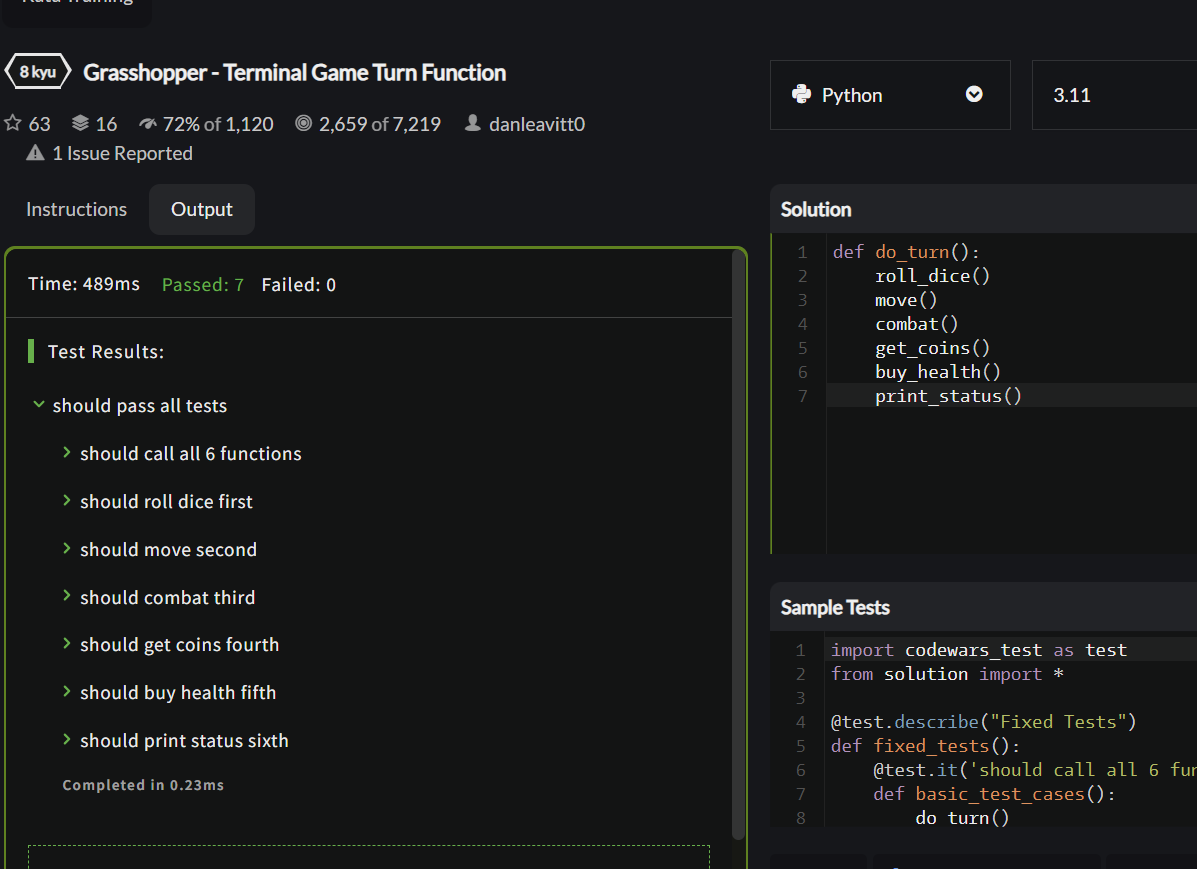 Kata Training
8 kyu
Grasshopper - Terminal Game Turn Function
63 16 72% of 1,120 2,659 of 7,219 danleavitt0
1 Issue Reported
Python
3.11
Instructions
Output
Time: 489ms Passed: 7 Failed: 0
Test Results:
should pass all tests
should call all 6 functions
should roll dice first
should move second
should combat third
should get coins fourth
should buy health fifth
should print status sixth
Completed in 0.23ms
Solution
1 def do_turn():
2     roll_dice()
3     move()
4     combat()
5     get_coins()
6     buy_health()
7     print_status()
Sample Tests
1 import codewars_test as test
2 from solution import *
3
4 @test.describe("Fixed Tests")
5 def fixed_tests():
6     @test.it('should call all 6 fun
7     def basic_test_cases():
8         do_turn()